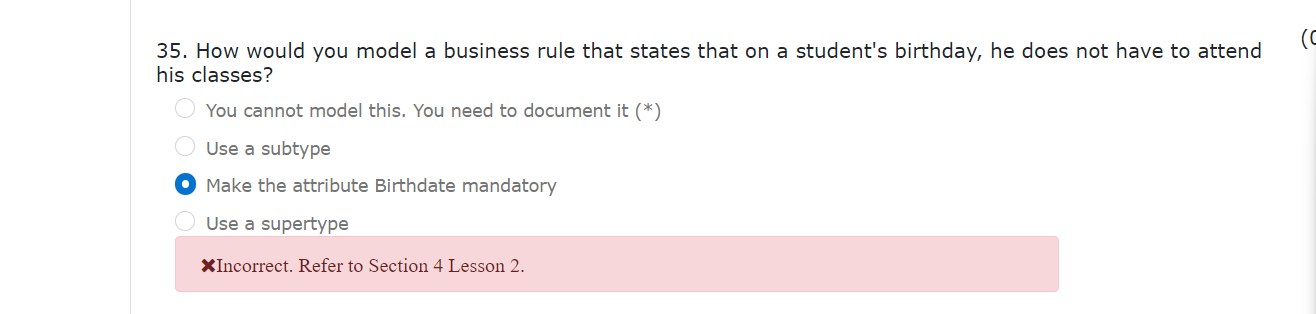 35. How would you model a business rule that states that on a student's birthday, he does not have to attend
his classes?
You cannot model this. You need to document it (*)
Use a subtype
Make the attribute Birthdate mandatory
Use a supertype
✖Incorrect. Refer to Section 4 Lesson 2.